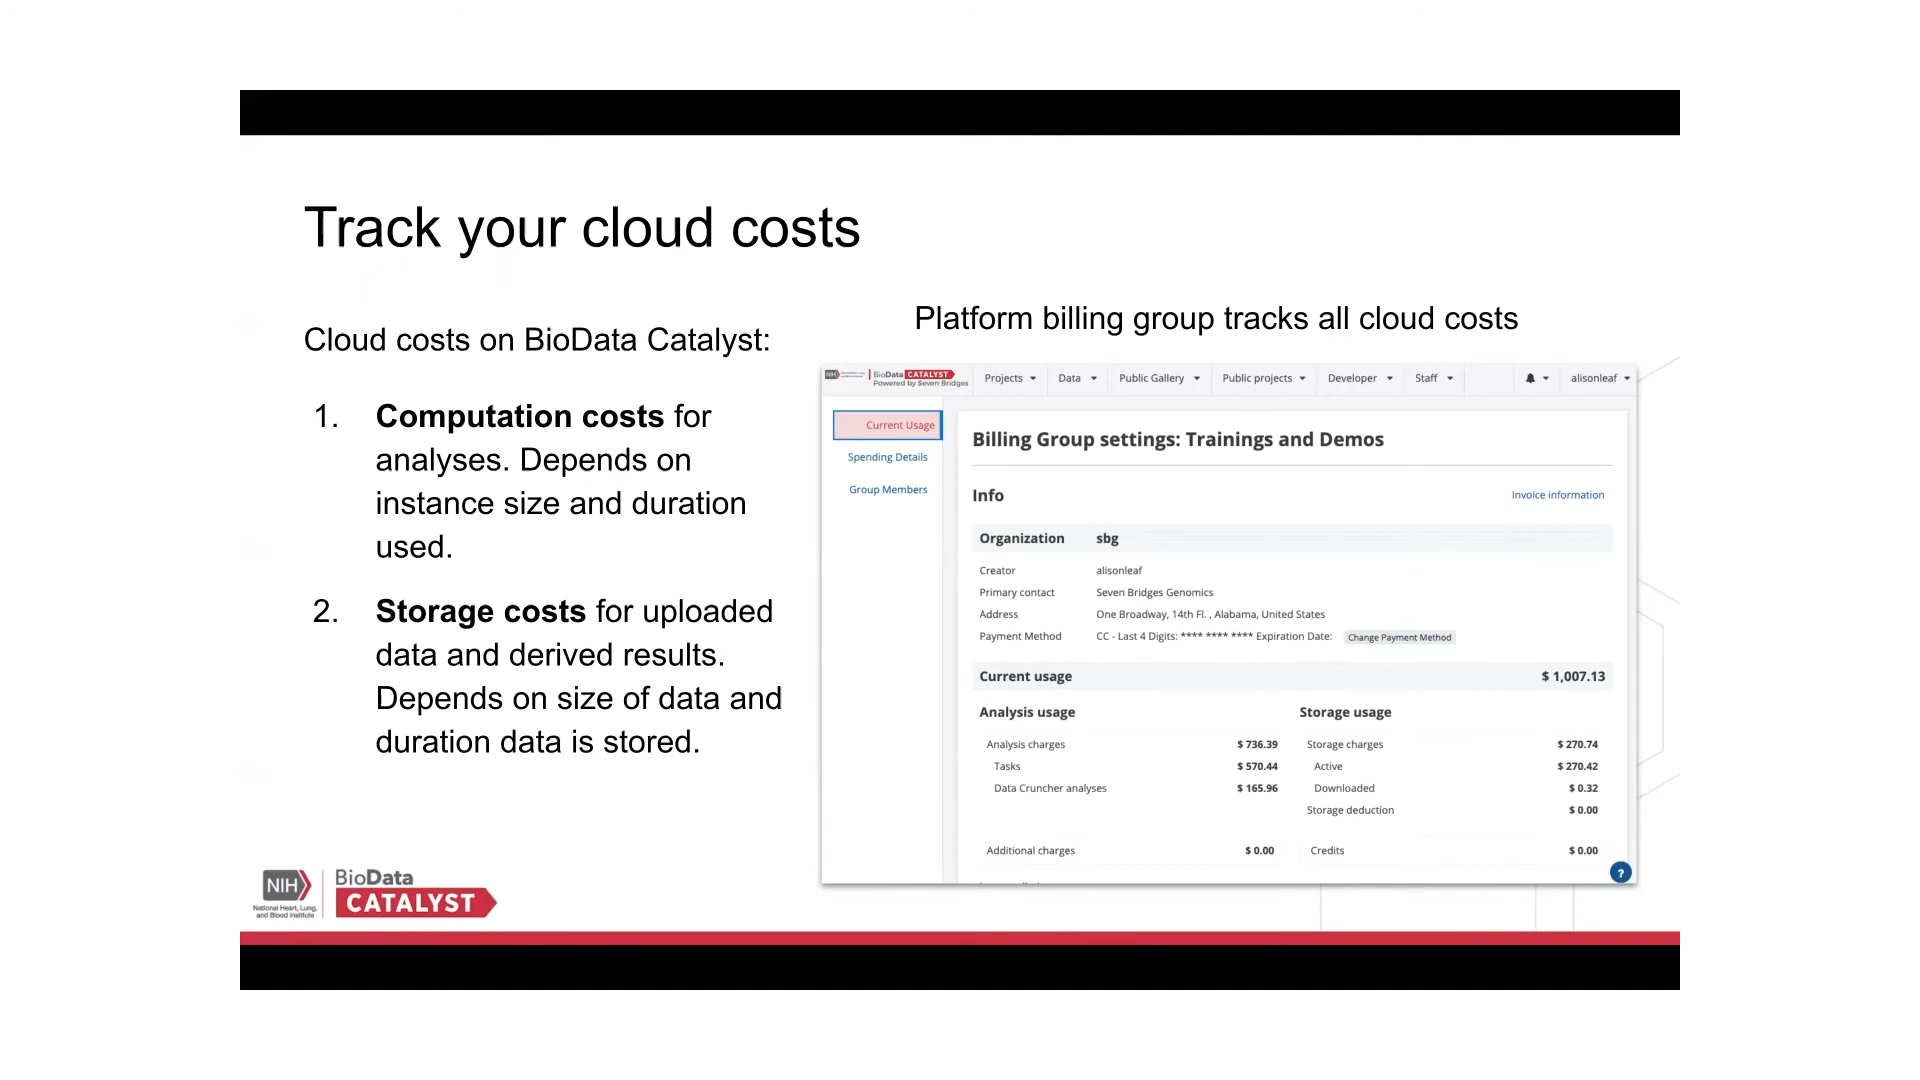 Track your cloud costs
Cloud costs on BioData Catalyst:
1. Computation costs for
analyses. Depends on
instance size and duration
used.
2. Storage costs for uploaded
data and derived results.
Depends on size of data and
duration data is stored.
Platform billing group tracks all cloud costs
NIH BioData CATALYST
Powered by Seven Bridges
Projects Data Public Gallery Public projects Developer Staff alisonleaf
Current Usage
Spending Details
Group Members
Billing Group settings: Trainings and Demos
Info Invoice information
Organization sbg
Creator alisonleaf
Primary contact Seven Bridges Genomics
Address One Broadway, 14th Fl. , Alabama, United States
Payment Method CC - Last 4 Digits: **** **** **** Expiration Date: Change Payment Method
Current usage $ 1,007.13
Analysis usage Storage usage
Analysis charges $ 736.39 Storage charges $ 270.74
Tasks $ 570.44 Active $ 270.42
Data Cruncher analyses $ 165.96 Downloaded $ 0.32
Storage deduction $ 0.00
Additional charges $ 0.00 Credits $ 0.00
?
NIH
National Heart, Lung,
and Blood Institute
BioData
CATALYST